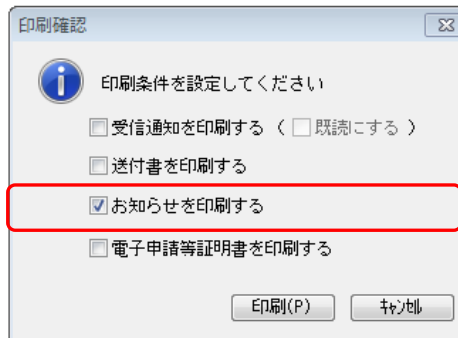 印刷確認
印刷条件を設定してください
受信通知を印刷する （ 既読にする ）
送付書を印刷する
お知らせを印刷する
電子申請等証明書を印刷する
印刷(P) ｷｬﾝｾﾙ